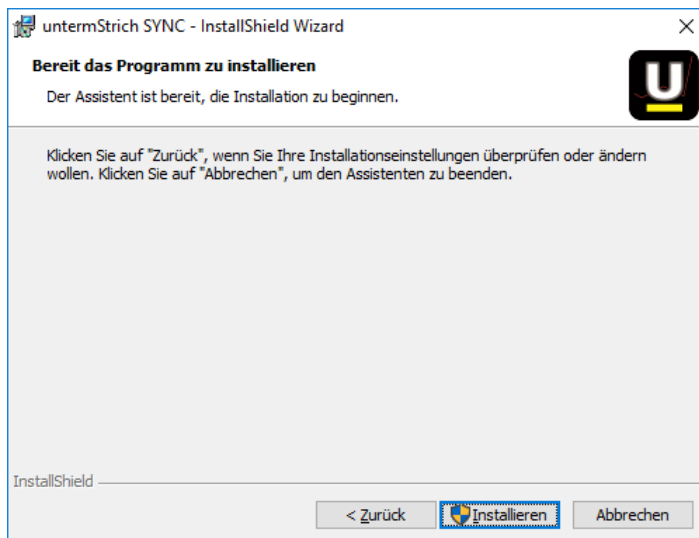 untermStrich SYNC - InstallShield Wizard
Bereit das Programm zu installieren
Der Assistent ist bereit, die Installation zu beginnen.
U
Klicken Sie auf "Zurück", wenn Sie Ihre Installationseinstellungen überprüfen oder ändern
wollen. Klicken Sie auf "Abbrechen", um den Assistenten zu beenden.
InstallShield
< Zurück Installieren Abbrechen